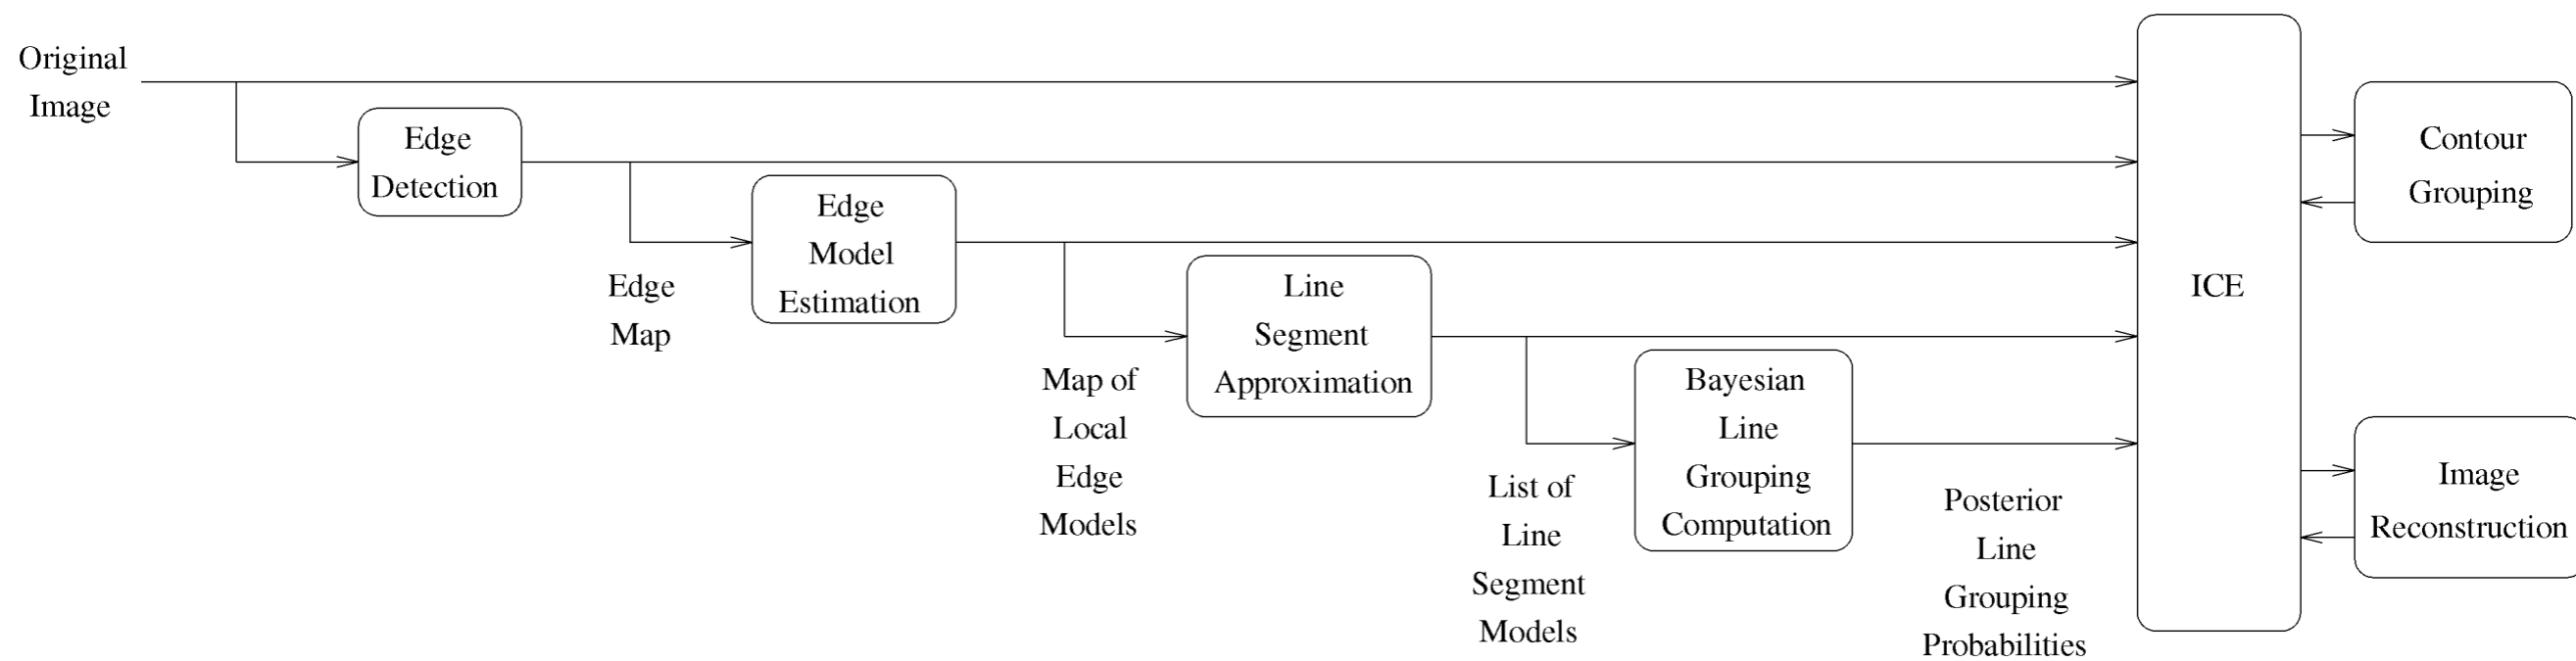 Original
Image
Edge
Detection
Edge
Map
Edge
Model
Estimation
Map of
Local
Edge
Models
Line
Segment
Approximation
List of
Line
Segment
Models
Bayesian
Line
Grouping
Computation
Posterior
Line
Grouping
Probabilities
ICE
Contour
Grouping
Image
Reconstruction